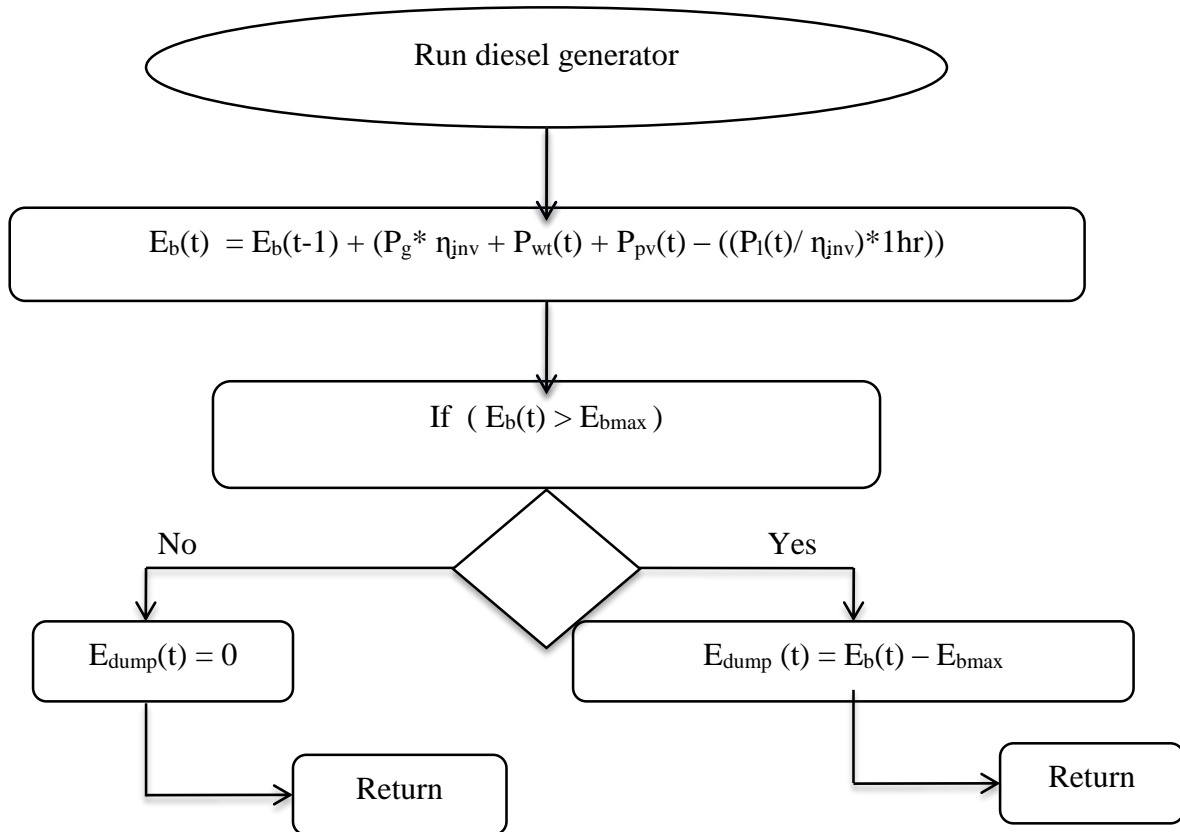 Run diesel generator
E_b(t) = E_b(t-1) + (P_g* η_inv + P_wt(t) + P_pv(t) – ((P_l(t)/ η_inv)*1hr))
If ( E_b(t) > E_bmax )
No
Yes
E_dump(t) = 0
E_dump (t) = E_b(t) – E_bmax
Return
Return